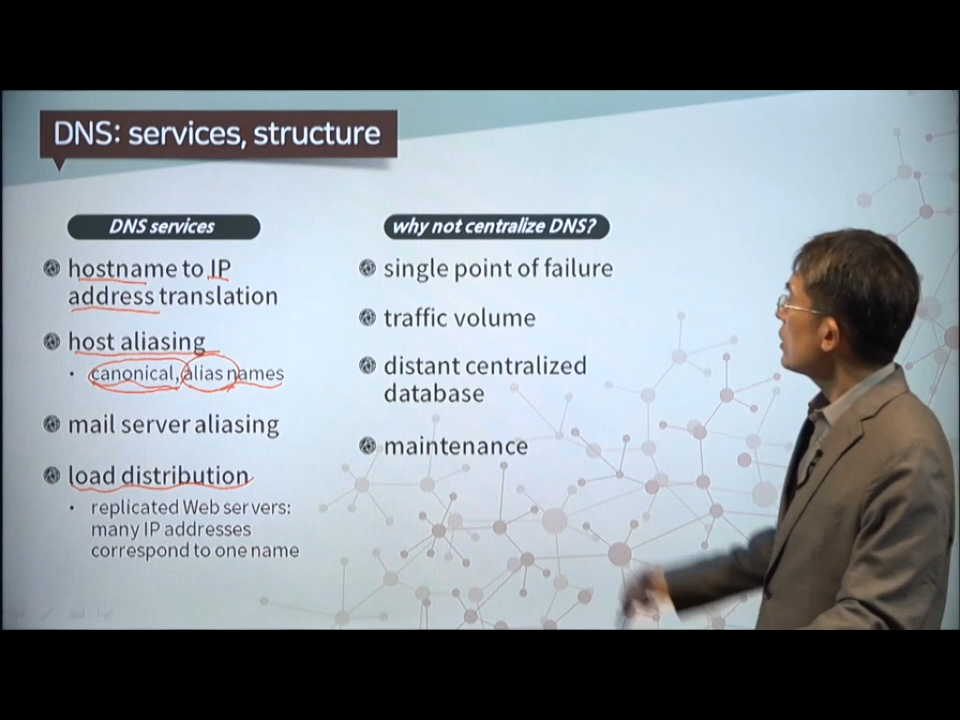 DNS: services, structure
DNS services
hostname to IP
address translation
host aliasing
• canonical, alias names
mail server aliasing
load distribution
• replicated Web servers:
many IP addresses
correspond to one name
why not centralize DNS?
single point of failure
traffic volume
distant centralized
database
maintenance